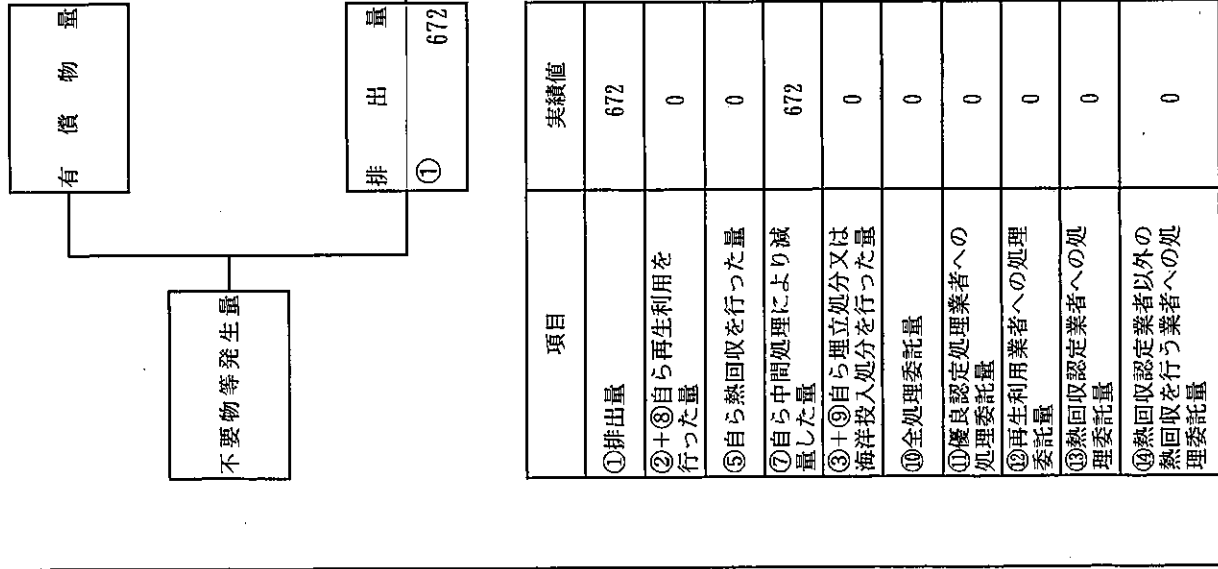 不要物等発生量
有償物量
排出量
① 672
項目 実績値
①排出量 672
②+⑧自ら再生利用を
行った量 0
⑤自ら熱回収を行った量 0
⑦自ら中間処理により減
量した量 672
③+⑨自ら埋立処分又は
海洋投入処分を行った量 0
⑩全処理委託量 0
⑪優良認定処理業者への
処理委託量 0
⑫再生利用業者への処理
委託量 0
⑬熱回収認定業者への処
理委託量 0
⑭熱回収認定業者以外の
熱回収を行う業者への処
理委託量 0